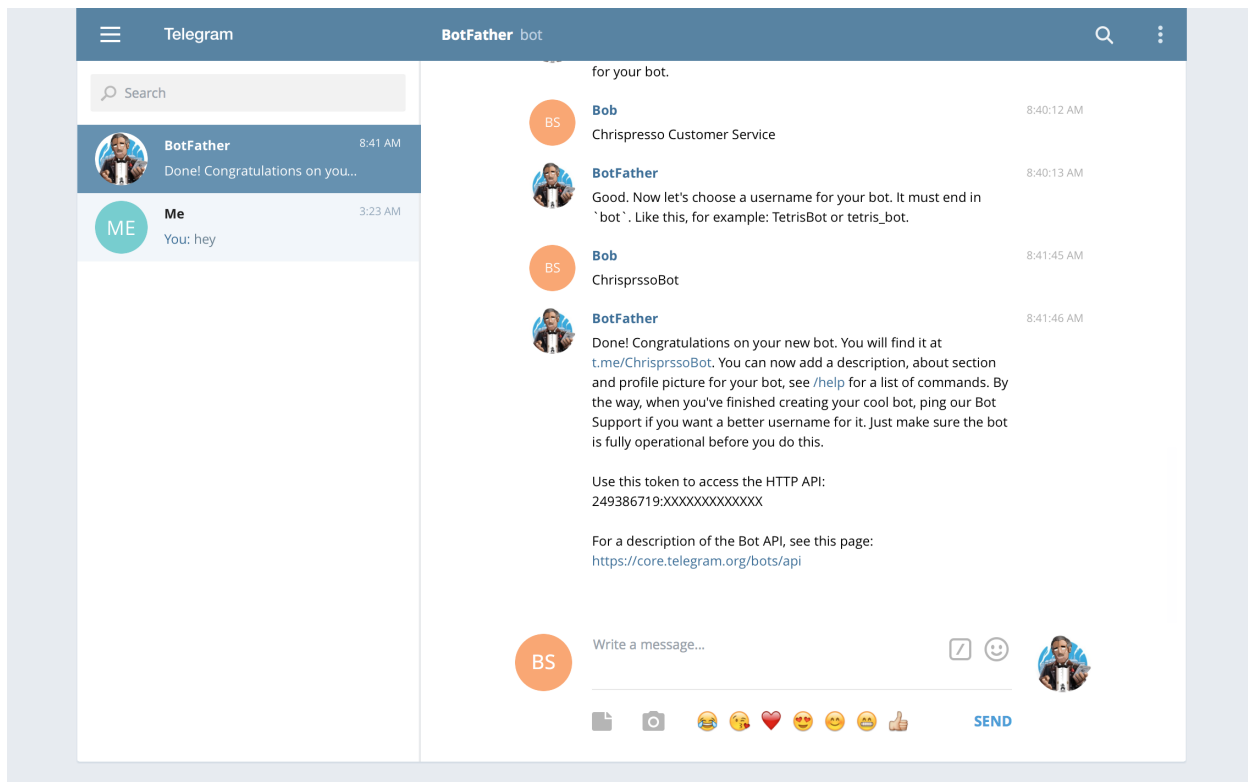 Telegram
BotFather bot
Search
BotFather 8:41 AM
Done! Congratulations on you...
ME
Me 3:23 AM
You: hey
for your bot.
BS
Bob 8:40:12 AM
Chrispresso Customer Service
BotFather 8:40:13 AM
Good. Now let's choose a username for your bot. It must end in
`bot`. Like this, for example: TetrisBot or tetris_bot.
BS
Bob 8:41:45 AM
ChrisprssoBot
BotFather 8:41:46 AM
Done! Congratulations on your new bot. You will find it at
t.me/ChrisprssoBot. You can now add a description, about section
and profile picture for your bot, see /help for a list of commands. By
the way, when you've finished creating your cool bot, ping our Bot
Support if you want a better username for it. Just make sure the bot
is fully operational before you do this.
Use this token to access the HTTP API:
249386719:XXXXXXXXXXXXX
For a description of the Bot API, see this page:
https://core.telegram.org/bots/api
BS
Write a message...
SEND